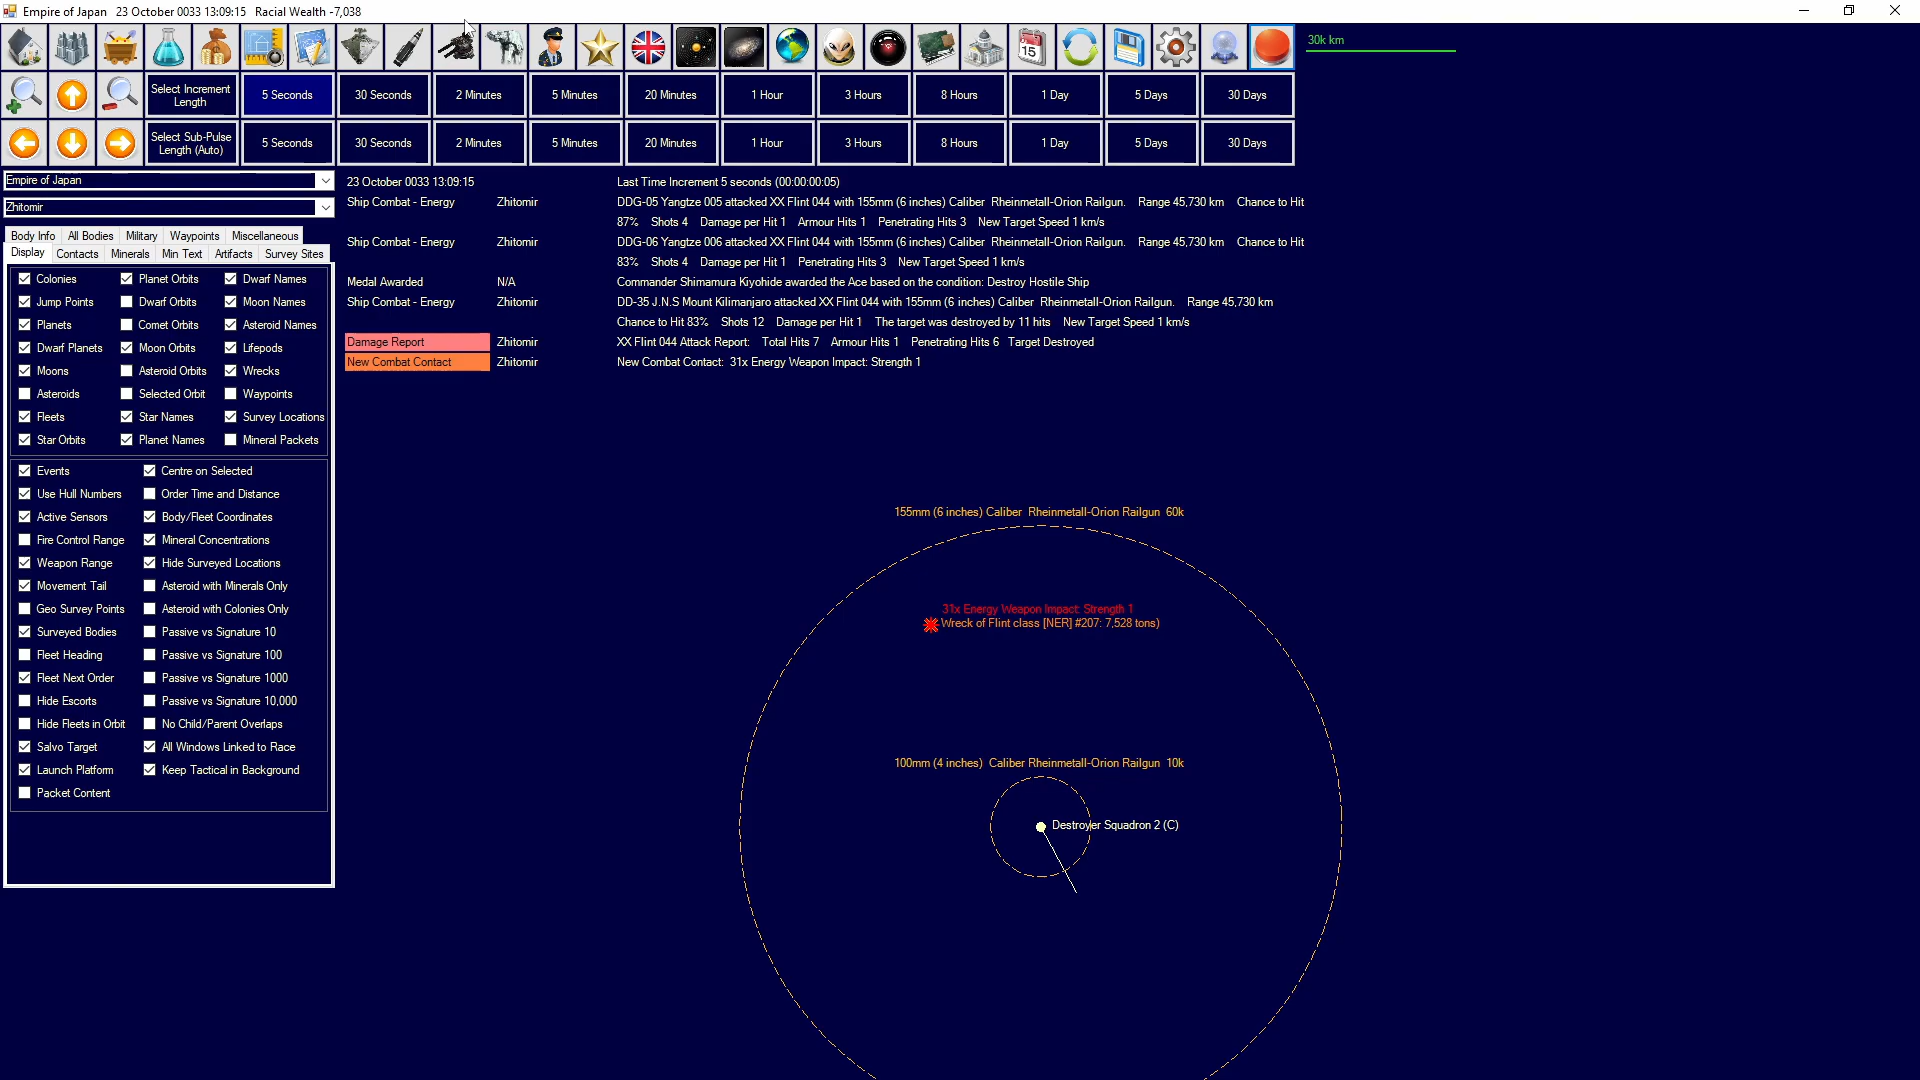 Empire of Japan   23 October 0033 13:09:15   Racial Wealth -7,038
30k km
15
Select Increment Length
5 Seconds
30 Seconds
2 Minutes
5 Minutes
20 Minutes
1 Hour
3 Hours
8 Hours
1 Day
5 Days
30 Days
Select Sub-Pulse Length (Auto)
5 Seconds
30 Seconds
2 Minutes
5 Minutes
20 Minutes
1 Hour
3 Hours
8 Hours
1 Day
5 Days
30 Days
Empire of Japan
Zhitomir
Body Info   All Bodies   Military   Waypoints   Miscellaneous
Display   Contacts   Minerals   Min Text   Artifacts   Survey Sites
Colonies   Planet Orbits   Dwarf Names
Jump Points   Dwarf Orbits   Moon Names
Planets   Comet Orbits   Asteroid Names
Dwarf Planets   Moon Orbits   Lifepods
Moons   Asteroid Orbits   Wrecks
Asteroids   Selected Orbit   Waypoints
Fleets   Star Names   Survey Locations
Star Orbits   Planet Names   Mineral Packets
Events   Centre on Selected
Use Hull Numbers   Order Time and Distance
Active Sensors   Body/Fleet Coordinates
Fire Control Range   Mineral Concentrations
Weapon Range   Hide Surveyed Locations
Movement Tail   Asteroid with Minerals Only
Geo Survey Points   Asteroid with Colonies Only
Surveyed Bodies   Passive vs Signature 10
Fleet Heading   Passive vs Signature 100
Fleet Next Order   Passive vs Signature 1000
Hide Escorts   Passive vs Signature 10,000
Hide Fleets in Orbit   No Child/Parent Overlaps
Salvo Target   All Windows Linked to Race
Launch Platform   Keep Tactical in Background
Packet Content
23 October 0033 13:09:15   Last Time Increment 5 seconds (00:00:00:05)
Ship Combat - Energy   Zhitomir   DDG-05 Yangtze 005 attacked XX Flint 044 with 155mm (6 inches) Caliber  Rheinmetall-Orion Railgun.   Range 45,730 km   Chance to Hit
87%   Shots 4   Damage per Hit 1   Armour Hits 1   Penetrating Hits 3   New Target Speed 1 km/s
Ship Combat - Energy   Zhitomir   DDG-06 Yangtze 006 attacked XX Flint 044 with 155mm (6 inches) Caliber  Rheinmetall-Orion Railgun.   Range 45,730 km   Chance to Hit
83%   Shots 4   Damage per Hit 1   Penetrating Hits 3   New Target Speed 1 km/s
Medal Awarded   N/A   Commander Shimamura Kiyohide awarded the Ace based on the condition: Destroy Hostile Ship
Ship Combat - Energy   Zhitomir   DD-35 J.N.S Mount Kilimanjaro attacked XX Flint 044 with 155mm (6 inches) Caliber  Rheinmetall-Orion Railgun.   Range 45,730 km
Chance to Hit 83%   Shots 12   Damage per Hit 1   The target was destroyed by 11 hits   New Target Speed 1 km/s
Damage Report   Zhitomir   XX Flint 044 Attack Report:   Total Hits 7   Armour Hits 1   Penetrating Hits 6   Target Destroyed
New Combat Contact   Zhitomir   New Combat Contact:  31x Energy Weapon Impact: Strength 1
155mm (6 inches) Caliber  Rheinmetall-Orion Railgun  60k
31x Energy Weapon Impact: Strength 1
Wreck of Flint class [NER] #207: 7,528 tons)
100mm (4 inches)  Caliber Rheinmetall-Orion Railgun  10k
Destroyer Squadron 2 (C)